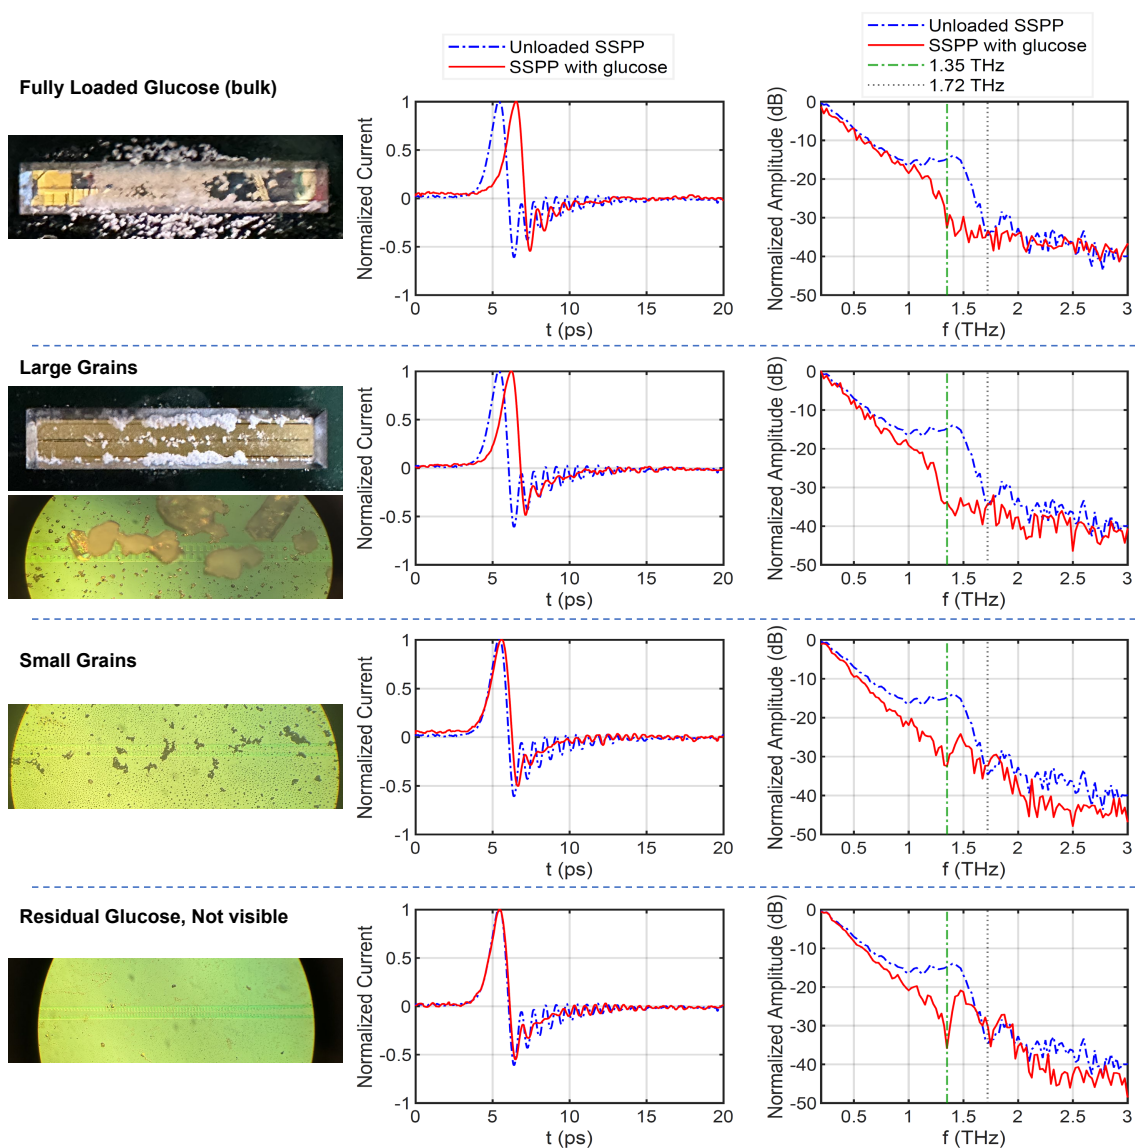 Unloaded SSPP
SSPP with glucose
Unloaded SSPP
SSPP with glucose
1.35 THz
1.72 THz
Fully Loaded Glucose (bulk)
Normalized Current
1
0.5
0
-0.5
-1
0 5 10 15 20
t (ps)
Normalized Amplitude (dB)
0
-10
-20
-30
-40
-50
0.5 1 1.5 2 2.5 3
f (THz)
Large Grains
Normalized Current
1
0.5
0
-0.5
-1
0 5 10 15 20
t (ps)
Normalized Amplitude (dB)
0
-10
-20
-30
-40
-50
0.5 1 1.5 2 2.5 3
f (THz)
Small Grains
Normalized Current
1
0.5
0
-0.5
-1
0 5 10 15 20
t (ps)
Normalized Amplitude (dB)
0
-10
-20
-30
-40
-50
0.5 1 1.5 2 2.5 3
f (THz)
Residual Glucose, Not visible
Normalized Current
1
0.5
0
-0.5
-1
0 5 10 15 20
t (ps)
Normalized Amplitude (dB)
0
-10
-20
-30
-40
-50
0.5 1 1.5 2 2.5 3
f (THz)